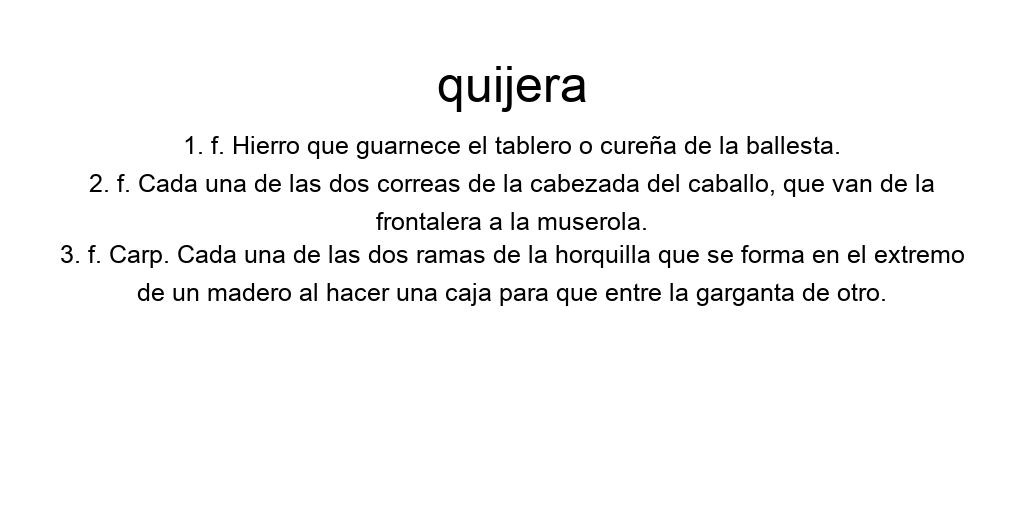 quijera
1. f. Hierro que guarnece el tablero o cureña de la ballesta.
2. f. Cada una de las dos correas de la cabezada del caballo, que van de la
frontalera a la muserola.
3. f. Carp. Cada una de las dos ramas de la horquilla que se forma en el extremo
de un madero al hacer una caja para que entre la garganta de otro.